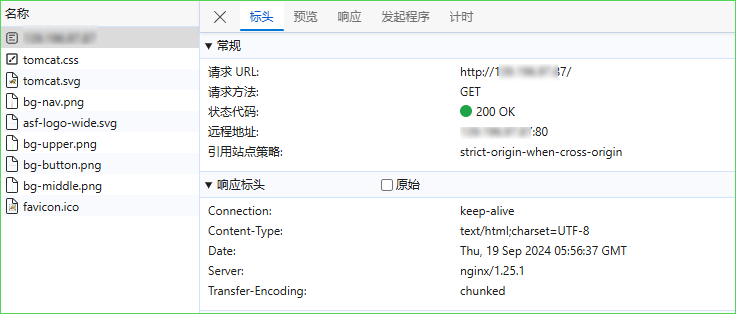 名称
标头 预览 响应 发起程序 计时
tomcat.css
tomcat.svg
bg-nav.png
asf-logo-wide.svg
bg-upper.png
bg-button.png
bg-middle.png
favicon.ico
常规
请求 URL: http://1 87/
请求方法: GET
状态代码: 200 OK
远程地址: :80
引用站点策略: strict-origin-when-cross-origin
响应标头 原始
Connection: keep-alive
Content-Type: text/html;charset=UTF-8
Date: Thu, 19 Sep 2024 05:56:37 GMT
Server: nginx/1.25.1
Transfer-Encoding: chunked